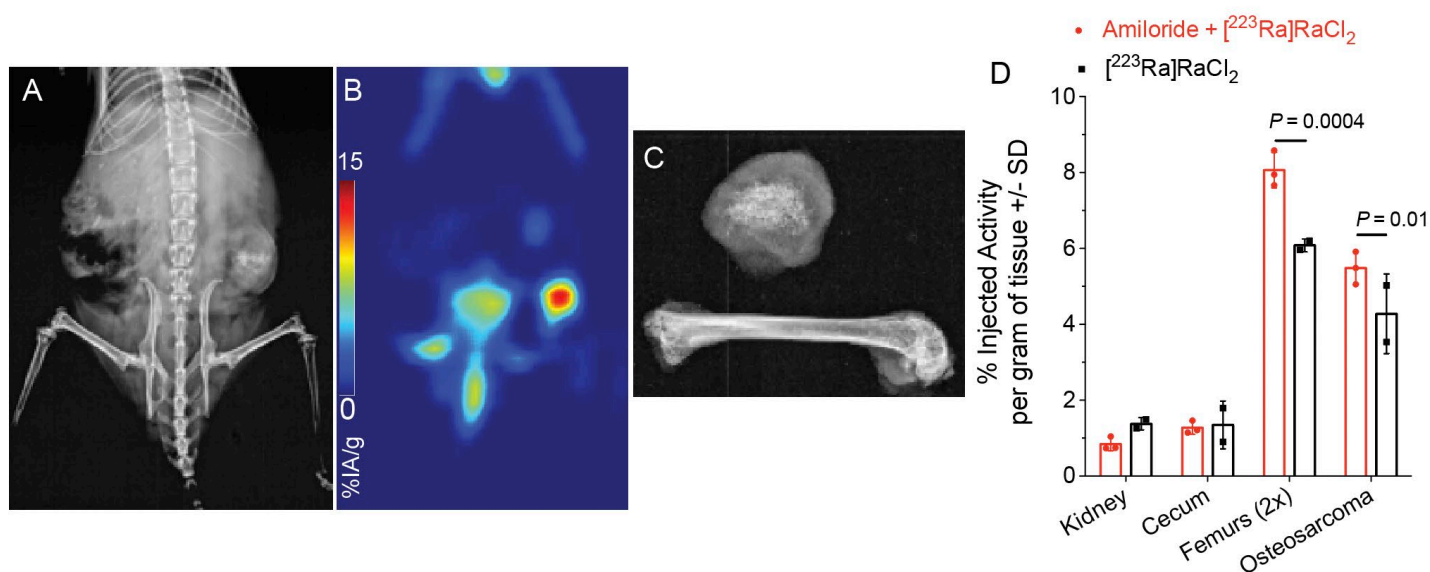 A
B
15
0
%IA/g
C
D
Amiloride + [²²³Ra]RaCl₂
[²²³Ra]RaCl₂
% Injected Activity
per gram of tissue +/- SD
10
8
6
4
2
0
P = 0.0004
P = 0.01
Kidney
Cecum
Femurs (2x)
Osteosarcoma